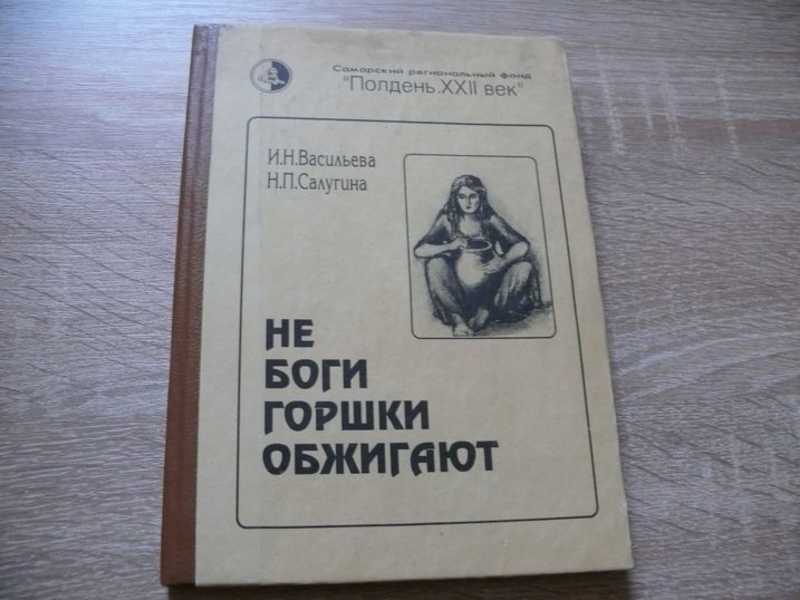 Самарский региональный фонд
"Полдень.XXII век"
И.Н.Васильева
Н.П.Салугина
НЕ
БОГИ
ГОРШКИ
ОБЖИГАЮТ